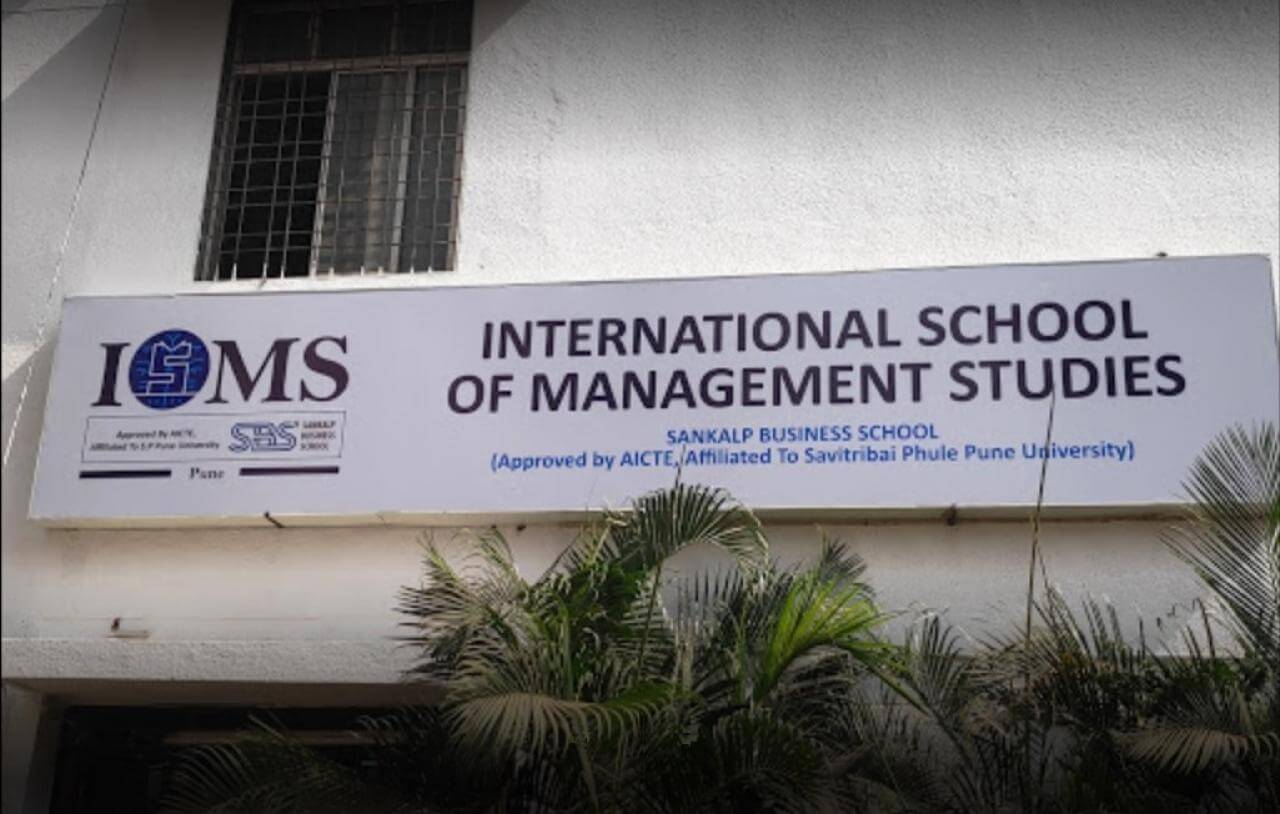 ISMS
Approved By AICTE,
Affiliated To S.P Pune University
SBS
SANKALP
BUSINESS
SCHOOL
Pune
INTERNATIONAL SCHOOL
OF MANAGEMENT STUDIES
SANKALP BUSINESS SCHOOL
(Approved by AICTE, Affiliated To Savitribai Phule Pune University)